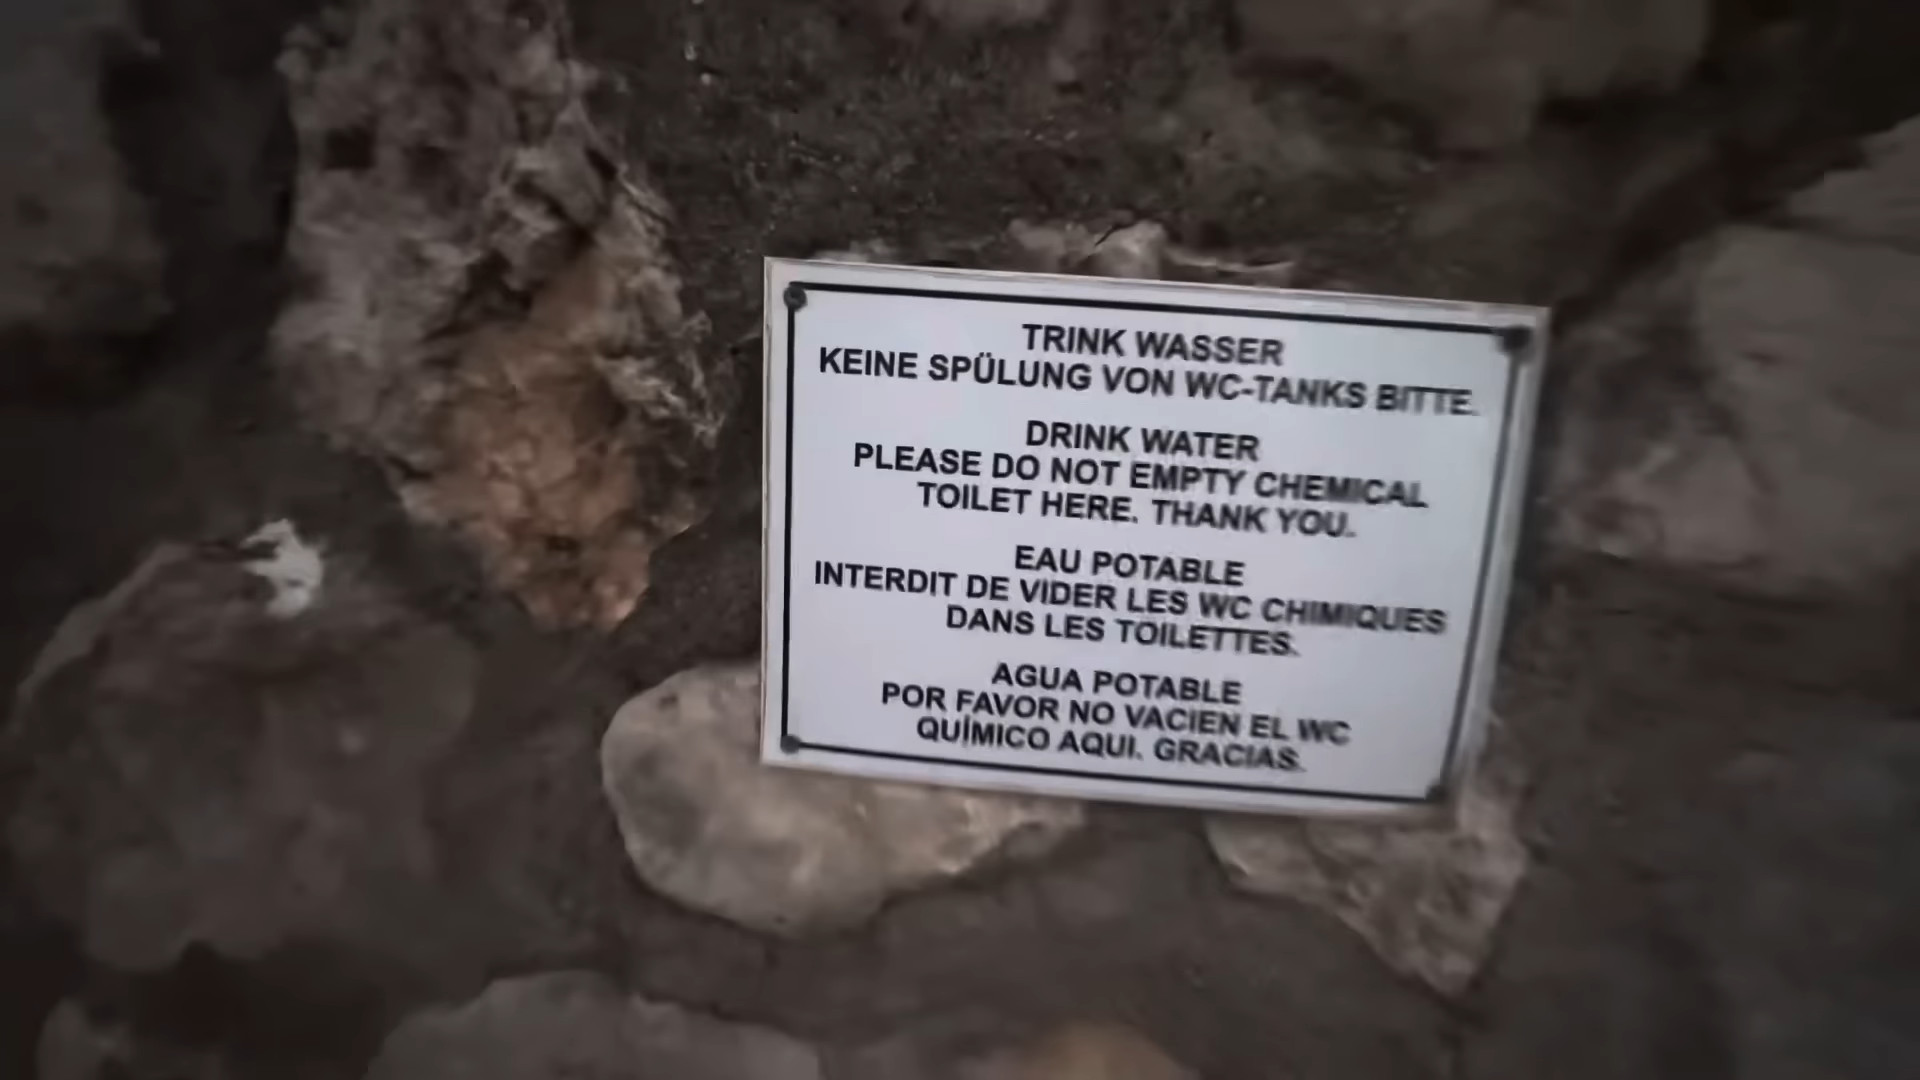 TRINK WASSER
KEINE SPÜLUNG VON WC-TANKS BITTE.
DRINK WATER
PLEASE DO NOT EMPTY CHEMICAL
TOILET HERE. THANK YOU.
EAU POTABLE
INTERDIT DE VIDER LES WC CHIMIQUES
DANS LES TOILETTES.
AGUA POTABLE
POR FAVOR NO VACIEN EL WC
QUÍMICO AQUI. GRACIAS.